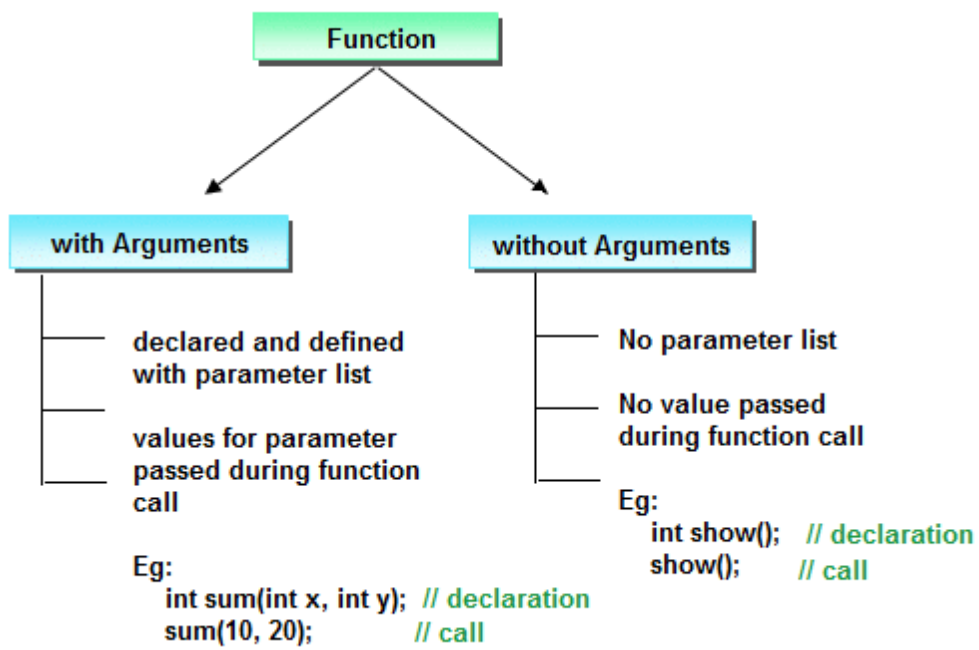 Function
with Arguments
declared and defined
with parameter list
values for parameter
passed during function
call
Eg:
int sum(int x, int y); // declaration
sum(10, 20); // call
without Arguments
No parameter list
No value passed
during function call
Eg:
int show(); // declaration
show(); // call